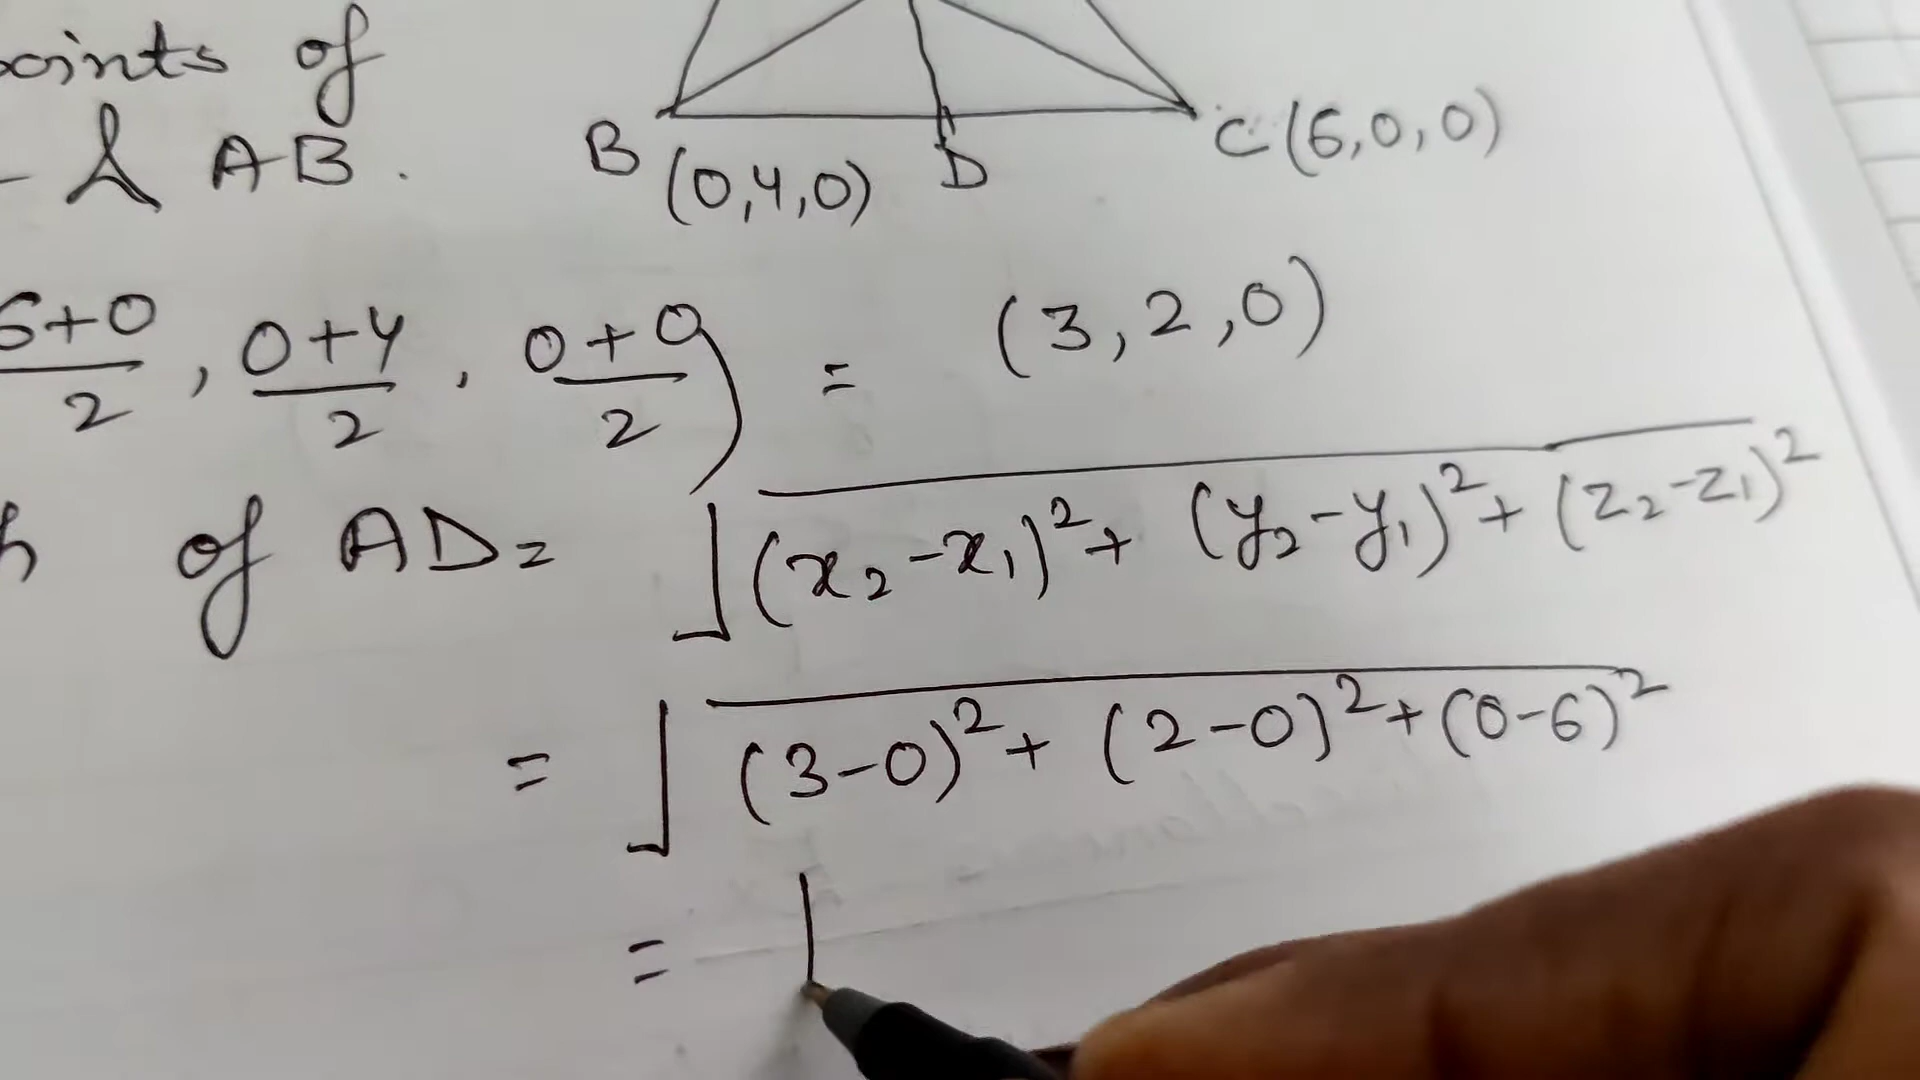 points of
& AB.
B (0,4,0) D C(6,0,0)
6+0/2, 0+4/2, 0+0/2) = (3,2,0)
h of AD = √(x₂-x₁)²+ (y₂-y₁)²+(z₂-z₁)²
= √(3-0)²+ (2-0)²+(0-6)²
=